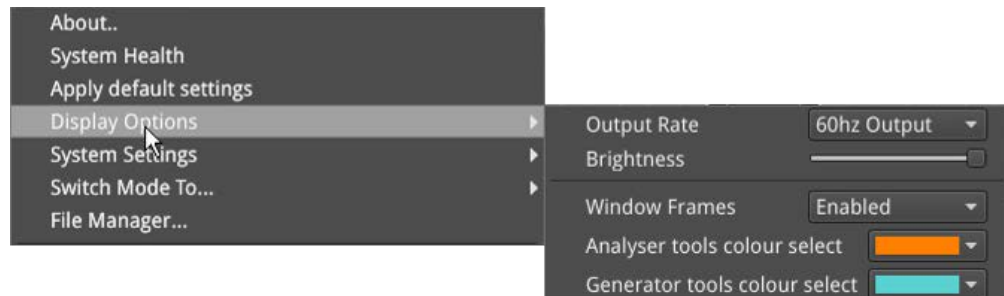 About..
System Health
Apply default settings
Display Options
System Settings
Switch Mode To...
File Manager...
Output Rate 60hz Output
Brightness
Window Frames Enabled
Analyser tools colour select
Generator tools colour select